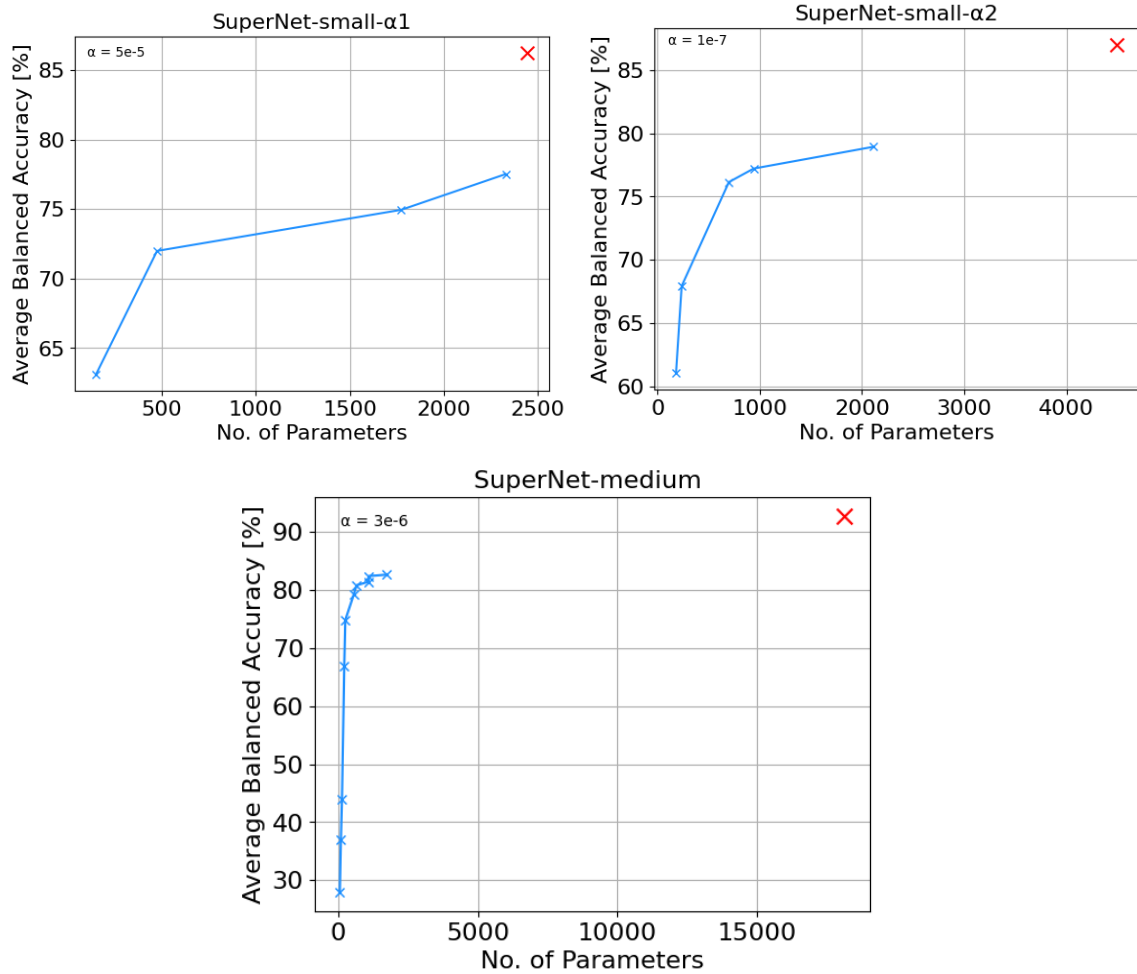 SuperNet-small-α1
α = 5e-5
Average Balanced Accuracy [%]
85
80
75
70
65
500 1000 1500 2000 2500
No. of Parameters
SuperNet-small-α2
α = 1e-7
Average Balanced Accuracy [%]
85
80
75
70
65
60
0 1000 2000 3000 4000
No. of Parameters
SuperNet-medium
α = 3e-6
Average Balanced Accuracy [%]
90
80
70
60
50
40
30
0 5000 10000 15000
No. of Parameters